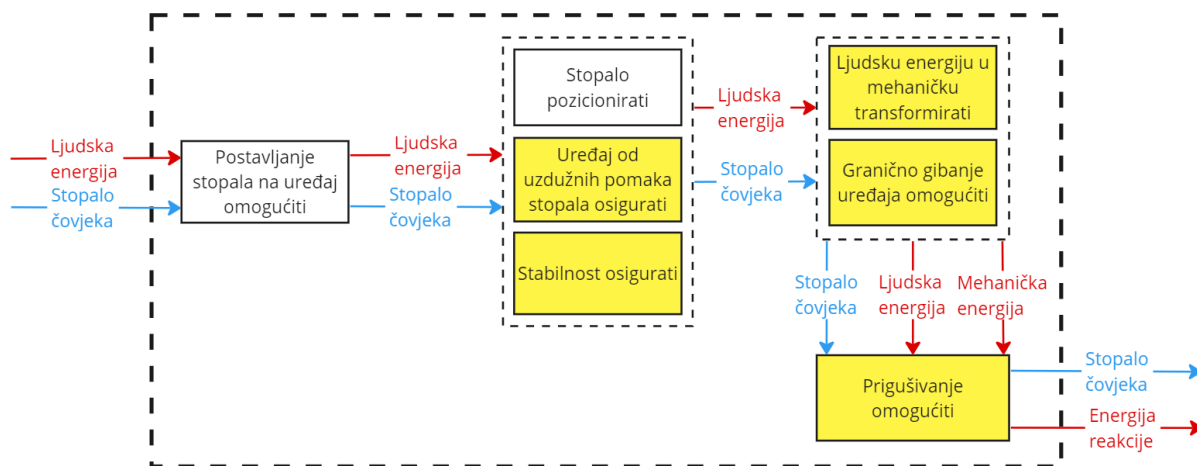 Ljudska
energija
Stopalo
čovjeka
Postavljanje
stopala na uređaj
omogućiti
Ljudska
energija
Stopalo
čovjeka
Stopalo
pozicionirati
Uređaj od
uzdužnih pomaka
stopala osigurati
Stabilnost osigurati
Ljudska
energija
Stopalo
čovjeka
Ljudsku energiju u
mehaničku
transformirati
Granično gibanje
uređaja omogućiti
Stopalo
čovjeka
Ljudska
energija
Mehanička
energija
Prigušivanje
omogućiti
Stopalo
čovjeka
Energija
reakcije